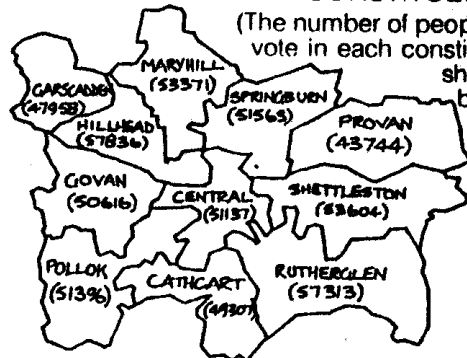 (The number of peop
vote in each consti
sh
b
MARYHILL
(53371)
GARSCADDEN
(47958)
SPRINGBURN
(51563)
HILLHEAD
(57836)
PROVAN
(43744)
GOVAN
(50616)
CENTRAL
(51137)
SHETTLESTON
(53604)
POLLOK
(51396)
CATHCART
(49307)
RUTHERGLEN
(57313)